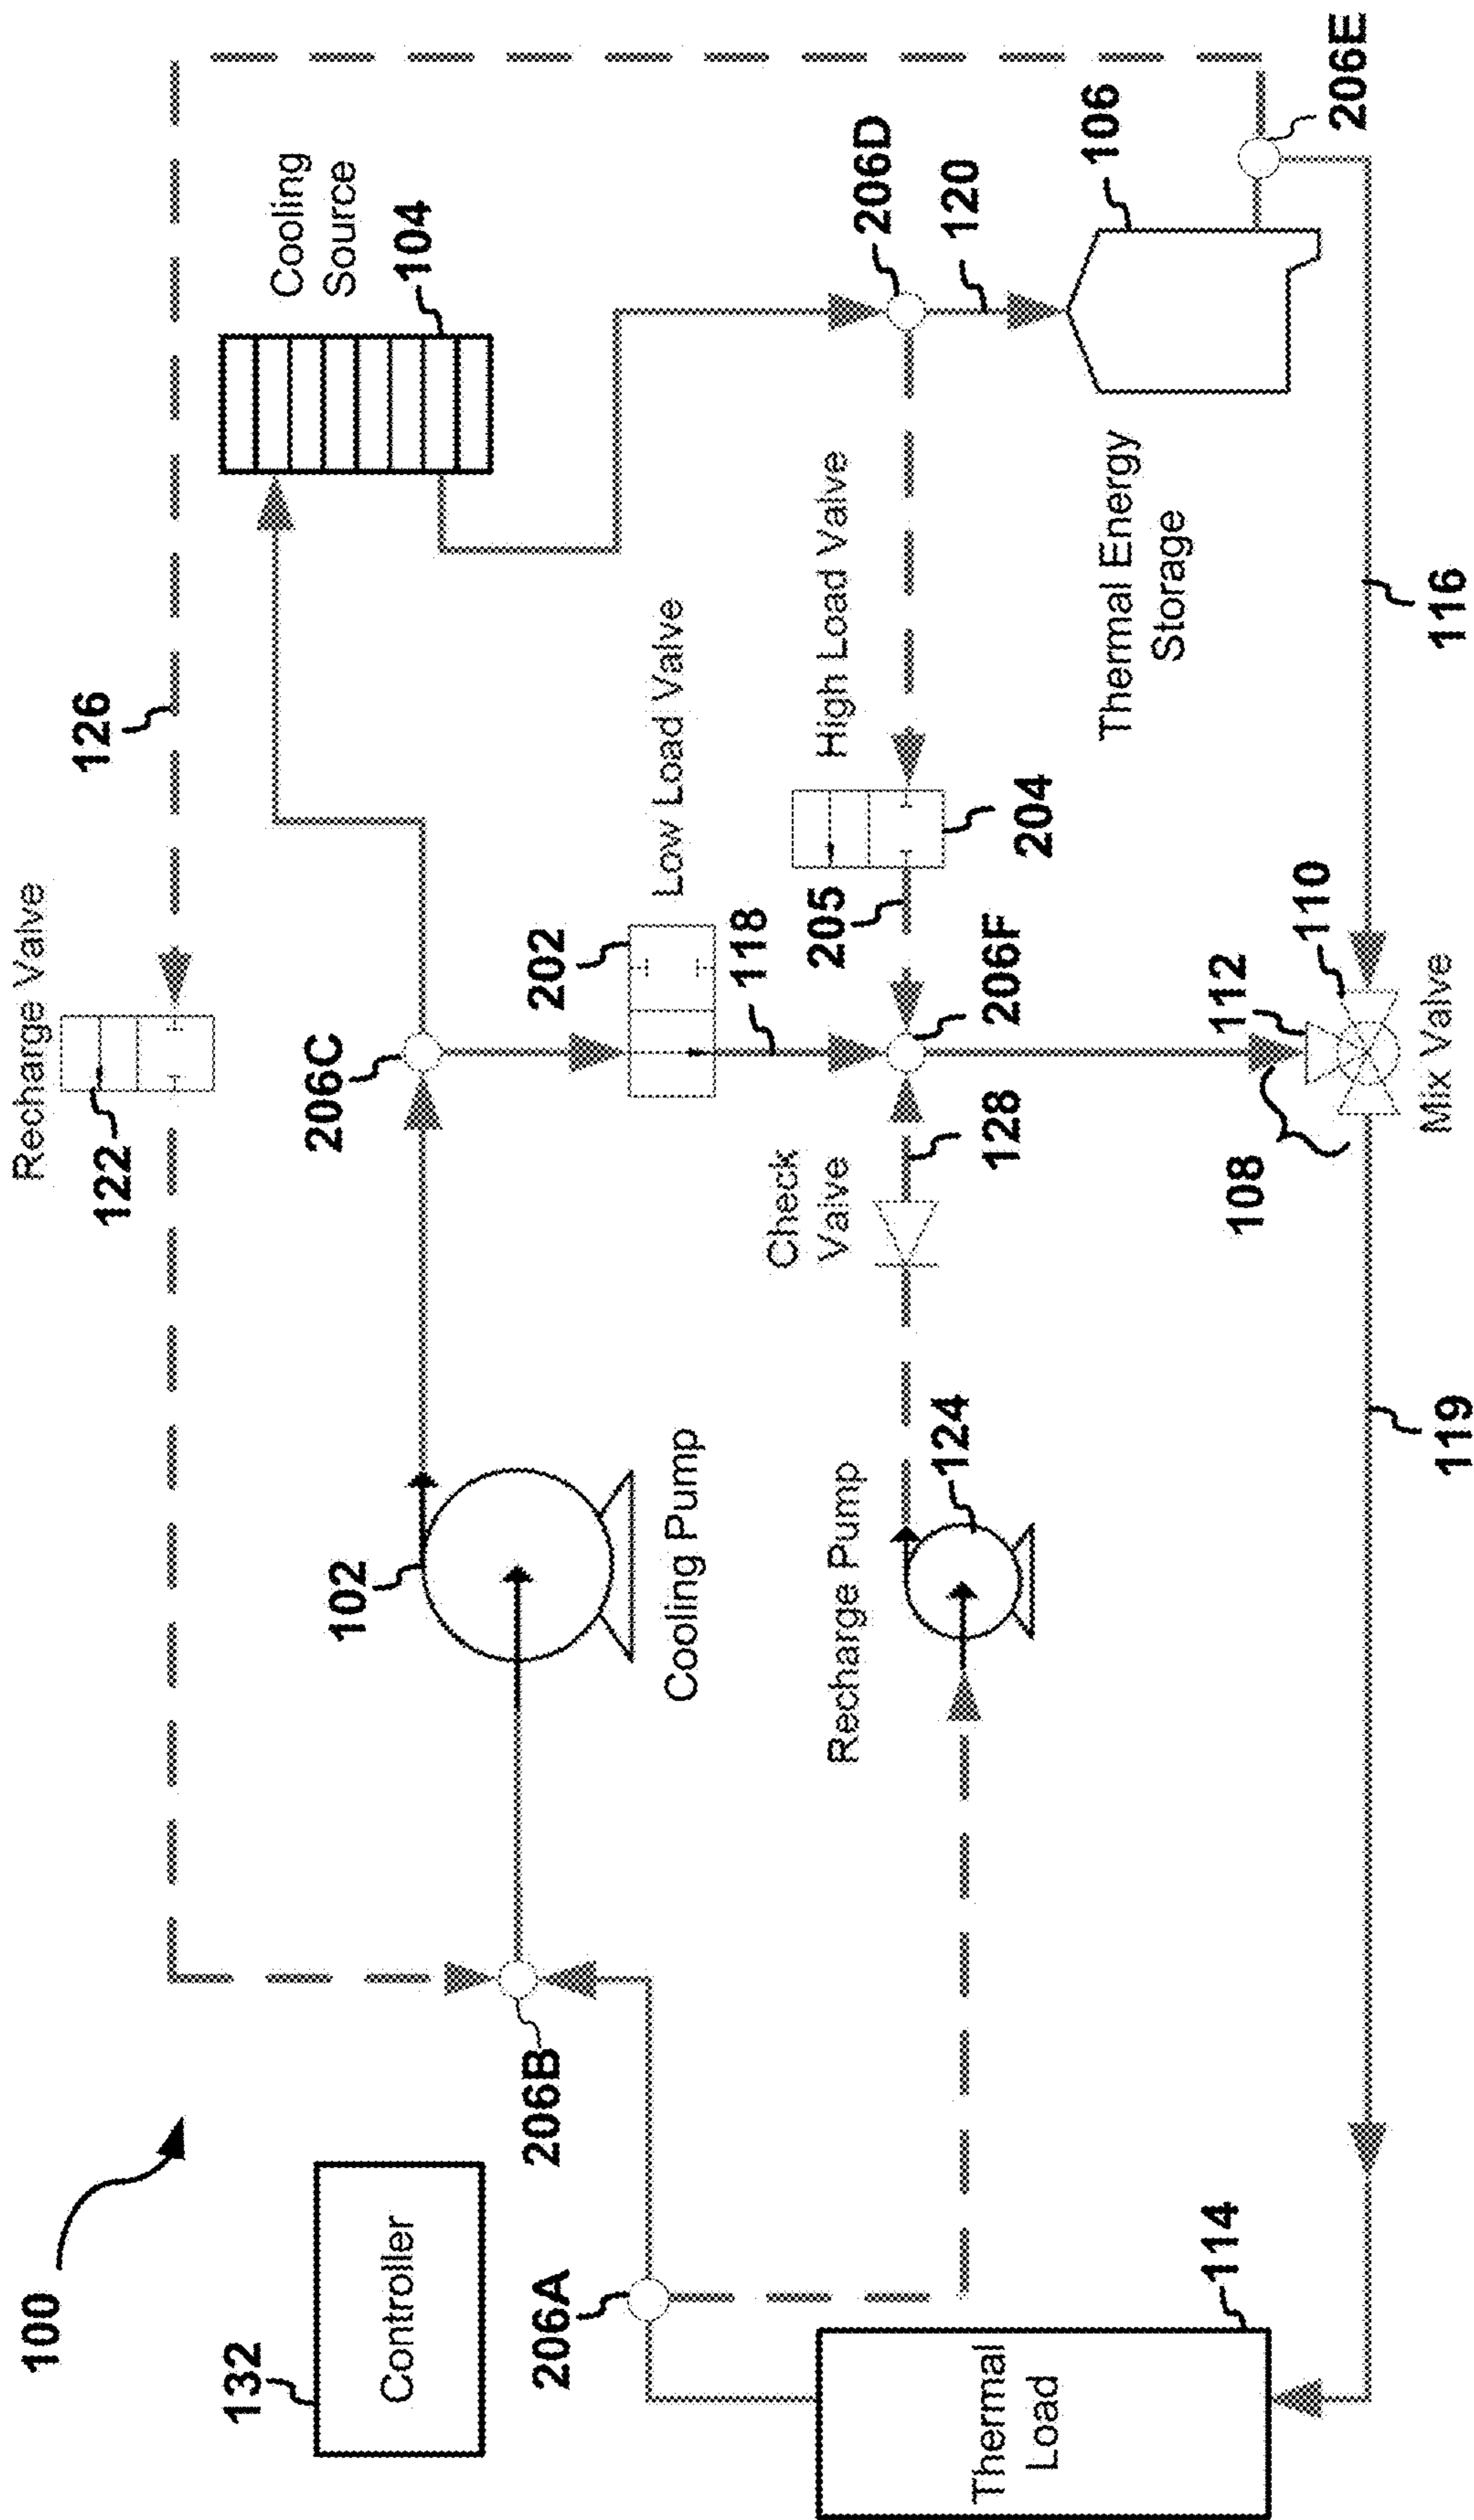 100
132
Controller
206A
Thermal
Load
114
206B
102
Cooling Pump
Recharge Pump
124
119
Recharge Valve
122
126
206C
202
Low Load Valve
118
Check
Valve
128
206F
205
204
High Load Valve
108
112
110
Mix Valve
Cooling
Source
104
206D
120
106
206E
Thermal Energy
Storage
116